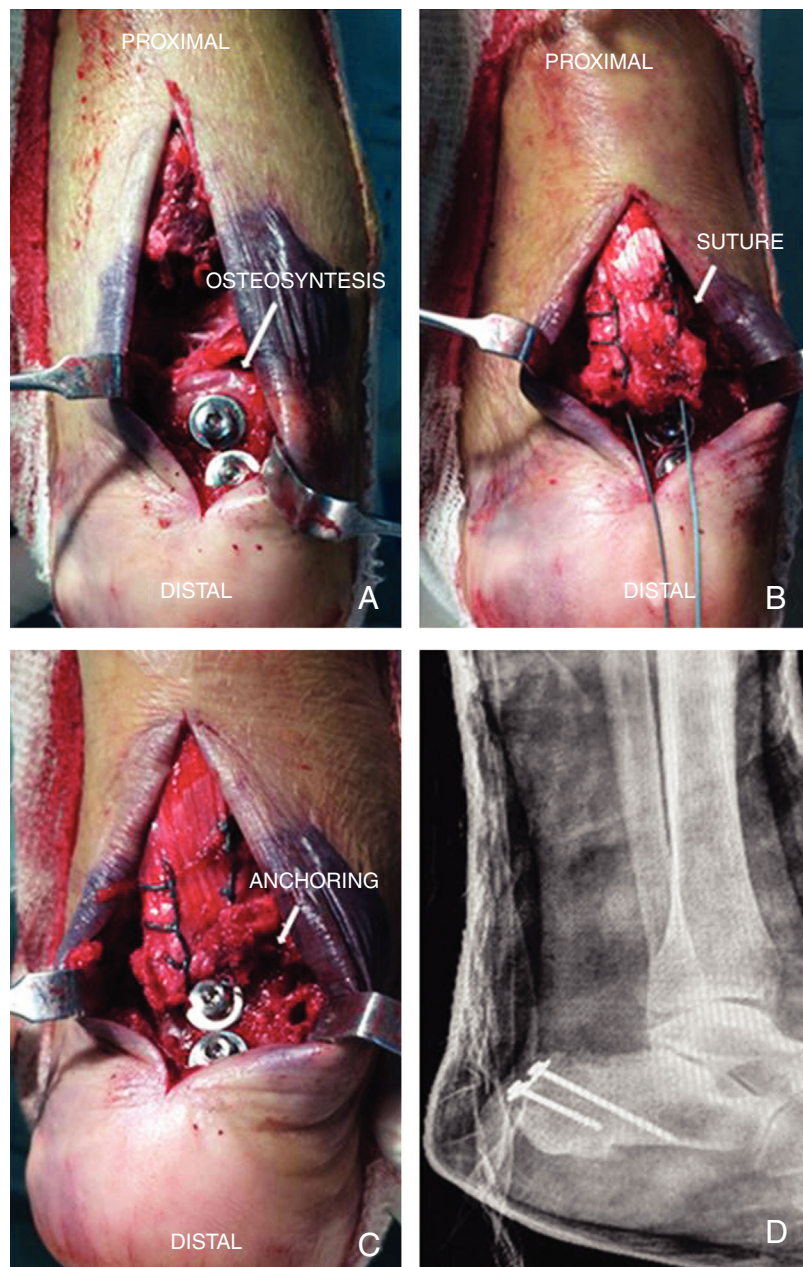 PROXIMAL
OSTEOSYNTESIS
DISTAL
A
PROXIMAL
SUTURE
DISTAL
B
ANCHORING
DISTAL
C
D